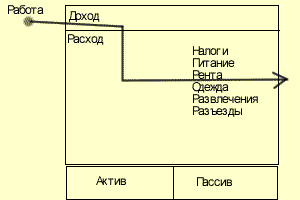 Работа
Доход
Расход
Налоги
Питание
Рента
Одежда
Развлечения
Разъезды
Актив
Пассив